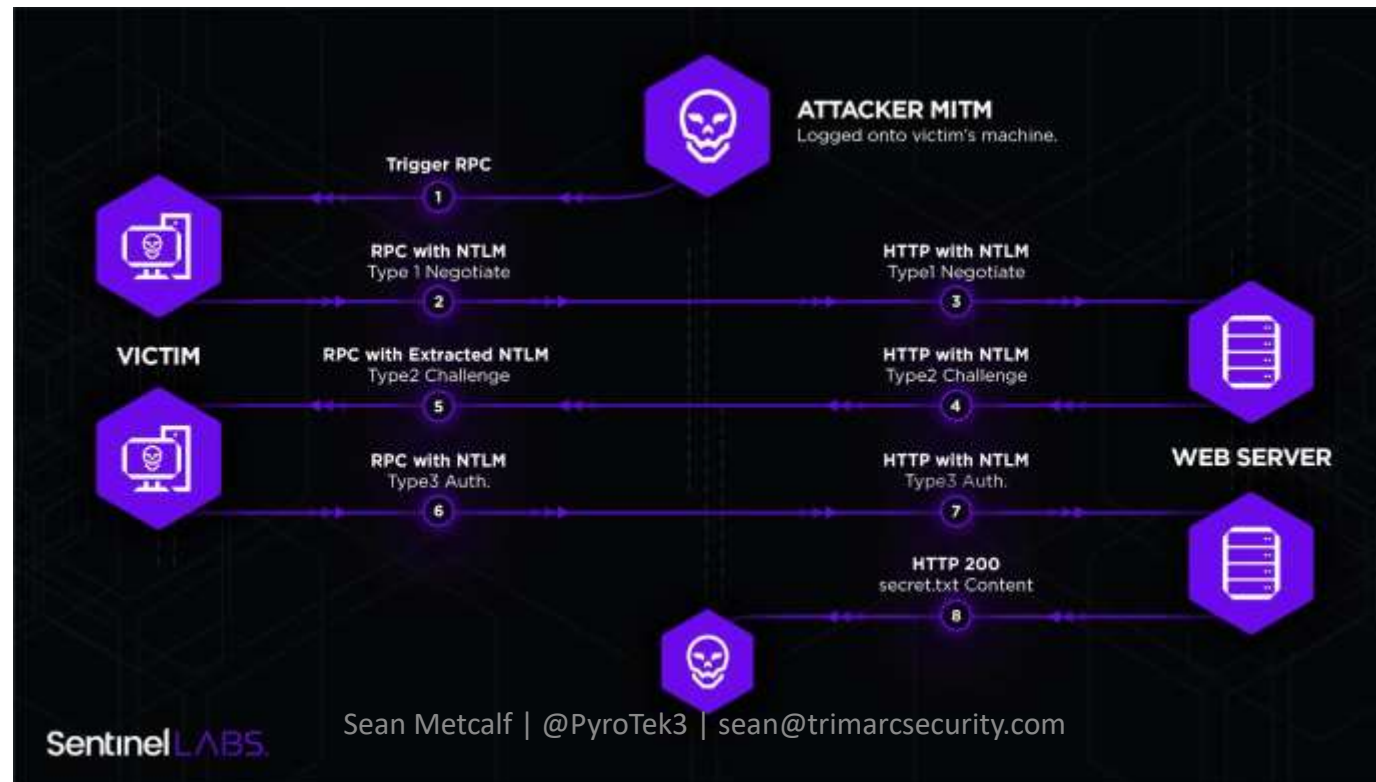 ATTACKER MITM
Logged onto victim's machine.
Trigger RPC
1
RPC with NTLM
Type 1 Negotiate
2
HTTP with NTLM
Type1 Negotiate
3
VICTIM
RPC with Extracted NTLM
Type2 Challenge
5
HTTP with NTLM
Type2 Challenge
4
RPC with NTLM
Type3 Auth.
6
HTTP with NTLM
Type3 Auth.
7
WEB SERVER
HTTP 200
secret.txt Content
8
Sean Metcalf | @PyroTek3 | sean@trimarcsecurity.com
SentinelLABS.